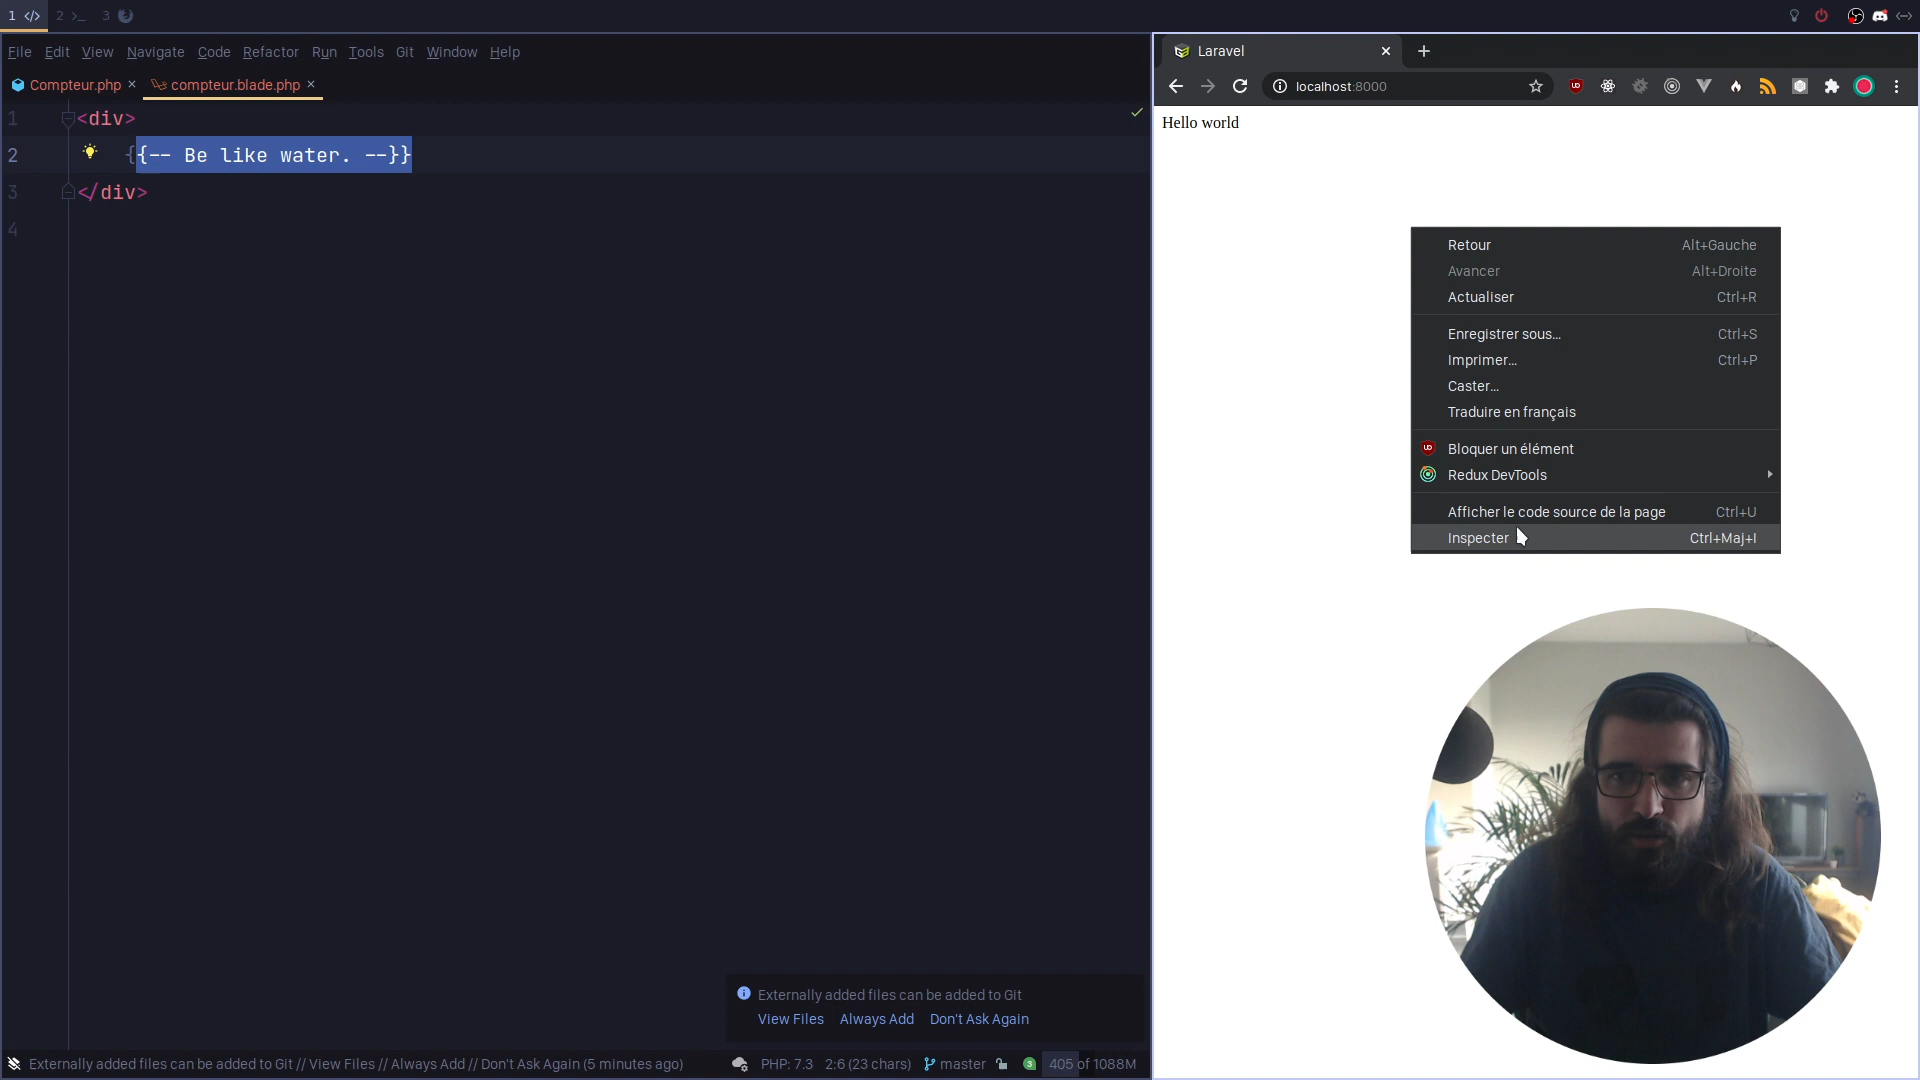 1 </> 2 >_ 3
File Edit View Navigate Code Refactor Run Tools Git Window Help
Compteur.php × compteur.blade.php ×
1 <div>
2 {{-- Be like water. --}}
3 </div>
4
Externally added files can be added to Git
View Files Always Add Don't Ask Again
Externally added files can be added to Git // View Files // Always Add // Don't Ask Again (5 minutes ago) PHP: 7.3 2:6 (23 chars) master 3 405 of 1088M
Laravel
localhost:8000
Hello world
Retour Alt+Gauche
Avancer Alt+Droite
Actualiser Ctrl+R
Enregistrer sous... Ctrl+S
Imprimer... Ctrl+P
Caster...
Traduire en français
Bloquer un élément
Redux DevTools
Afficher le code source de la page Ctrl+U
Inspecter Ctrl+Maj+I